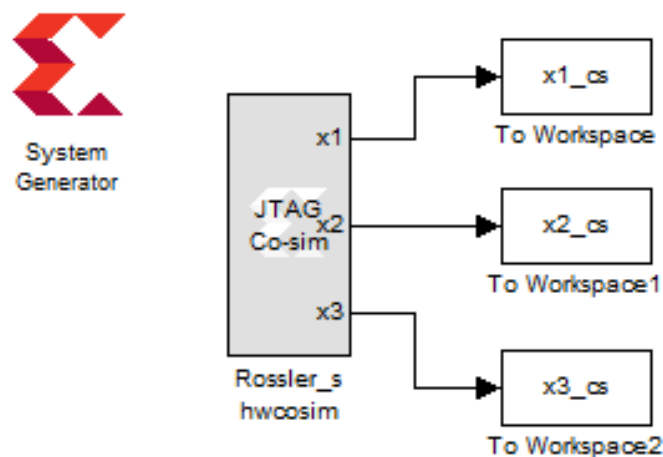 System
Generator
x1
x2
x3
JTAG
Co-sim
Rossler_s
hwcosim
x1_cs
To Workspace
x2_cs
To Workspace1
x3_cs
To Workspace2